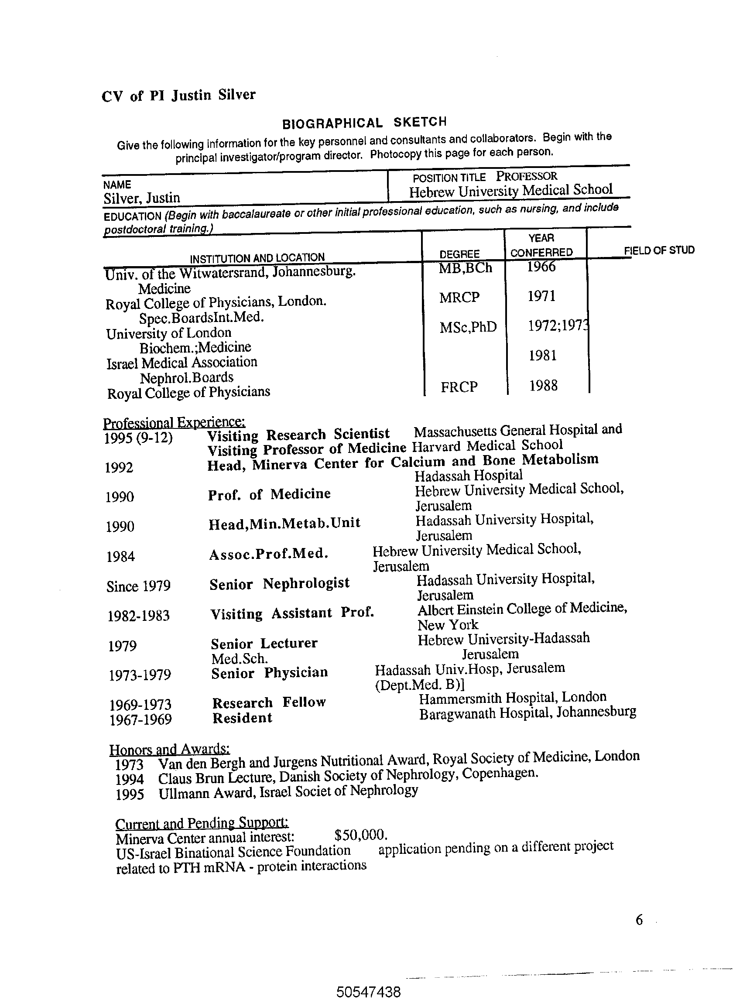 CV of PI Justin Silver
BIOGRAPHICAL SKETCH
Give the following information for the key personnel and consultants and collaborators. Begin with the
principal investigator/program director. Photocopy this page for each person.
NAME
Silver, Justin
POSITION TITLE PROFESSOR
Hebrew University Medical School
EDUCATION (Begin with baccalaureate or other initial professional education, such as nursing, and include
postdoctoral training.)
INSTITUTION AND LOCATION DEGREE YEAR CONFERRED FIELD OF STUD
Univ. of the Witwatersrand, Johannesburg. MB,BCh 1966
Medicine
Royal College of Physicians, London. MRCP 1971
Spec.BoardsInt.Med.
University of London MSc,PhD 1972;1973
Biochem.;Medicine
Israel Medical Association 1981
Nephrol.Boards
Royal College of Physicians FRCP 1988
Professional Experience:
1995 (9-12) Visiting Research Scientist Massachusetts General Hospital and
Visiting Professor of Medicine Harvard Medical School
1992 Head, Minerva Center for Calcium and Bone Metabolism
Hadassah Hospital
1990 Prof. of Medicine Hebrew University Medical School,
Jerusalem
1990 Head,Min.Metab.Unit Hadassah University Hospital,
Jerusalem
1984 Assoc.Prof.Med. Hebrew University Medical School,
Jerusalem
Since 1979 Senior Nephrologist Hadassah University Hospital,
Jerusalem
1982-1983 Visiting Assistant Prof. Albert Einstein College of Medicine,
New York
1979 Senior Lecturer Hebrew University-Hadassah
Med.Sch. Jerusalem
1973-1979 Senior Physician Hadassah Univ.Hosp, Jerusalem
(Dept.Med. B)]
1969-1973 Research Fellow Hammersmith Hospital, London
1967-1969 Resident Baragwanath Hospital, Johannesburg
Honors and Awards:
1973 Van den Bergh and Jurgens Nutritional Award, Royal Society of Medicine, London
1994 Claus Brun Lecture, Danish Society of Nephrology, Copenhagen.
1995 Ullmann Award, Israel Societ of Nephrology
Current and Pending Support:
Minerva Center annual interest: $50,000.
US-Israel Binational Science Foundation application pending on a different project
related to PTH mRNA - protein interactions
6
50547438